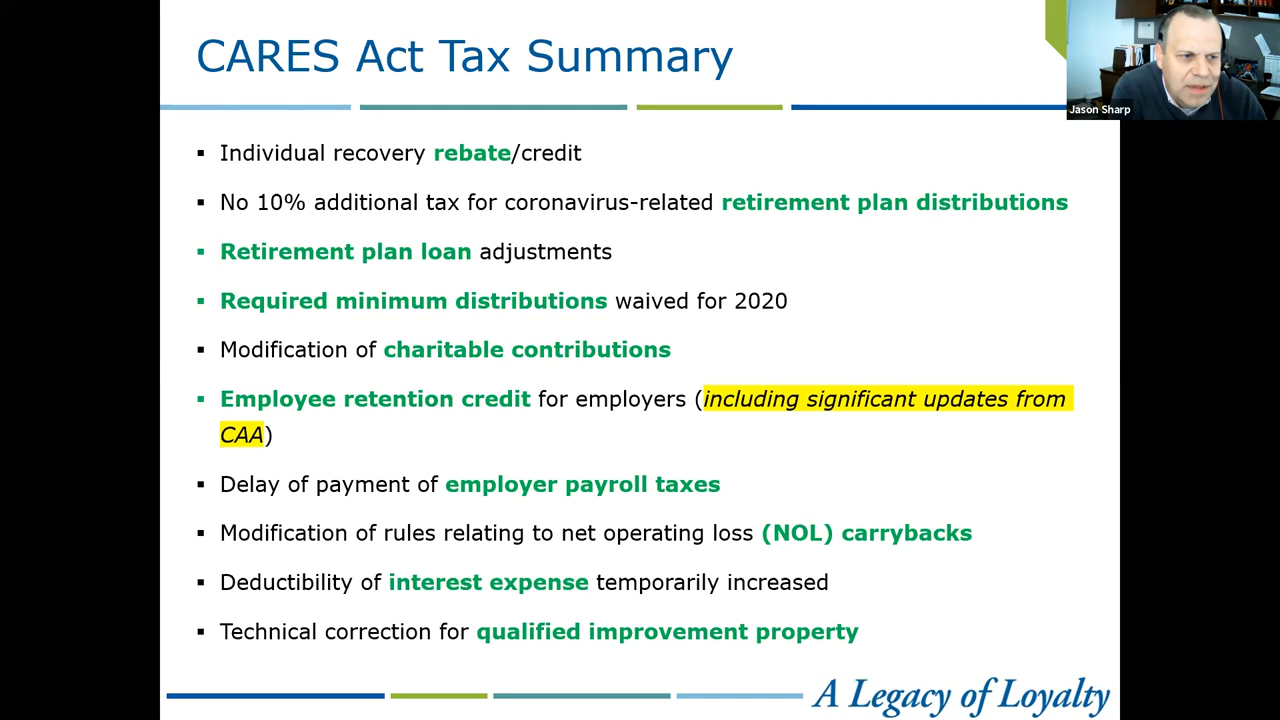 CARES Act Tax Summary
Jason Sharp
▪ Individual recovery rebate/credit
▪ No 10% additional tax for coronavirus-related retirement plan distributions
▪ Retirement plan loan adjustments
▪ Required minimum distributions waived for 2020
▪ Modification of charitable contributions
▪ Employee retention credit for employers (including significant updates from
CAA)
▪ Delay of payment of employer payroll taxes
▪ Modification of rules relating to net operating loss (NOL) carrybacks
▪ Deductibility of interest expense temporarily increased
▪ Technical correction for qualified improvement property
A Legacy of Loyalty